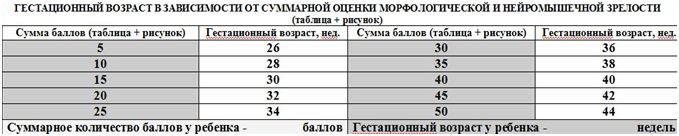 ГЕСТАЦИОННЫЙ ВОЗРАСТ В ЗАВИСИМОСТИ ОТ СУММАРНОЙ ОЦЕНКИ МОРФОЛОГИЧЕСКОЙ И НЕЙРОМЫШЕЧНОЙ ЗРЕЛОСТИ
(таблица + рисунок)
Сумма баллов (таблица + рисунок) Гестационный возраст, нед. Сумма баллов (таблица + рисунок) Гестационный возраст, нед.
5 26 30 36
10 28 35 38
15 30 40 40
20 32 45 42
25 34 50 44
Суммарное количество баллов у ребенка - баллов Гестационный возраст у ребенка - недель